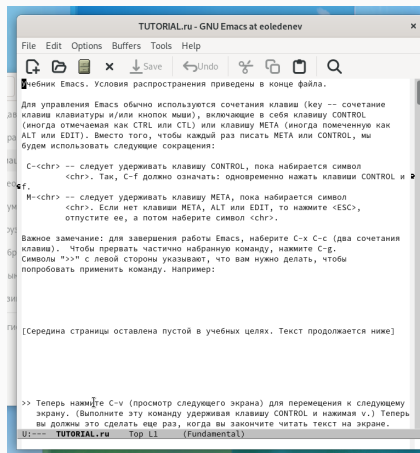 TUTORIAL.ru - GNU Emacs at eoledenev
File Edit Options Buffers Tools Help
Save Undo
Учебник Emacs. Условия распространения приведены в конце файла.
Для управления Emacs обычно используются сочетания клавиш (key -- сочетание
клавиш клавиатуры и/или кнопок мыши), включающие в себя клавишу CONTROL
(иногда отмечаемая как CTRL или CTL) или клавишу META (иногда помеченную как
ALT или EDIT). Вместо того, чтобы каждый раз писать META или CONTROL, мы
будем использовать следующие сокращения:
C-<chr> -- следует удерживать клавишу CONTROL, пока набирается символ
<chr>. Так, C-f должно означать: одновременно нажать клавиши CONTROL и
f.
M-<chr> -- следует удерживать клавишу META, пока набирается символ
<chr>. Если нет клавиши META, ALT или EDIT, то нажмите <ESC>,
отпустите ее, а потом наберите символ <chr>.
Важное замечание: для завершения работы Emacs, наберите C-x C-c (два сочетания
клавиш). Чтобы прервать частично набранную команду, нажмите C-g.
Символы ">>" с левой стороны указывают, что вам нужно делать, чтобы
попробовать применить команду. Например:
[Середина страницы оставлена пустой в учебных целях. Текст продолжается ниже]
>> Теперь нажмите C-v (просмотр следующего экрана) для перемещения к следующему
экрану. (Выполните эту команду удерживая клавишу CONTROL и нажимая v.) Теперь
вы должны это сделать еще раз, когда вы закончите читать текст на экране.
U:--- TUTORIAL.ru Top L1 (Fundamental)